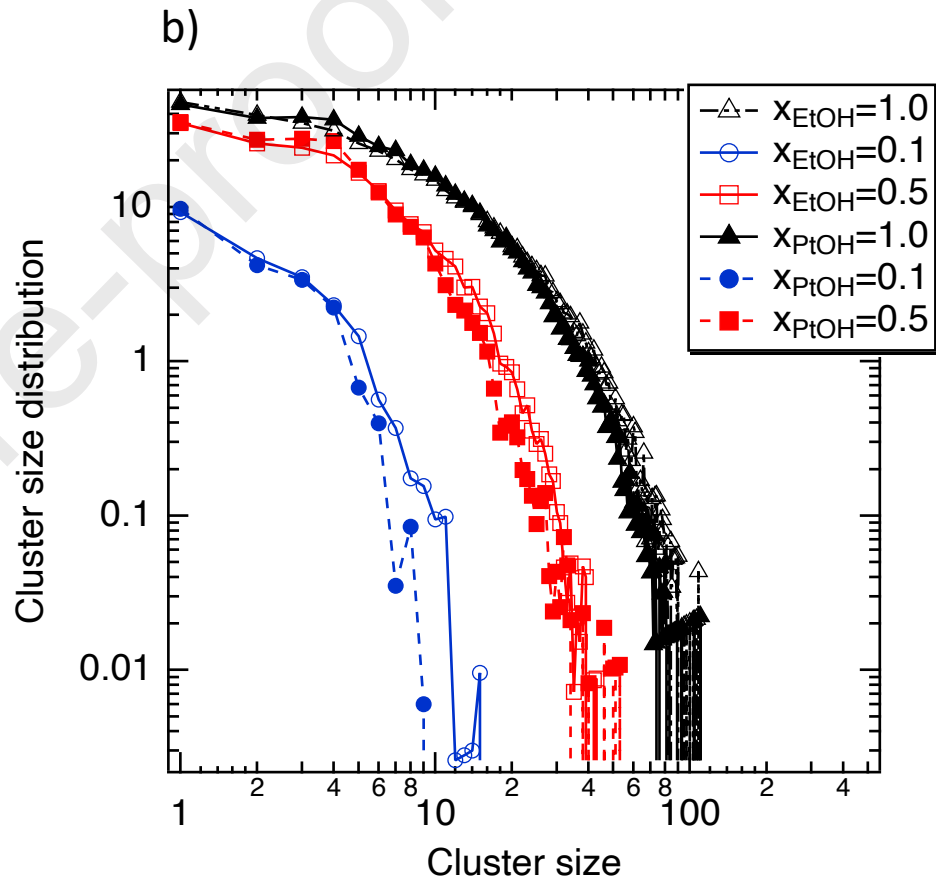 b)
e-proof
x_EtOH=1.0
x_EtOH=0.1
x_EtOH=0.5
x_PtOH=1.0
x_PtOH=0.1
x_PtOH=0.5
Cluster size distribution
10
1
0.1
0.01
1 2 4 6 8 10 2 4 6 8 100 2 4
Cluster size